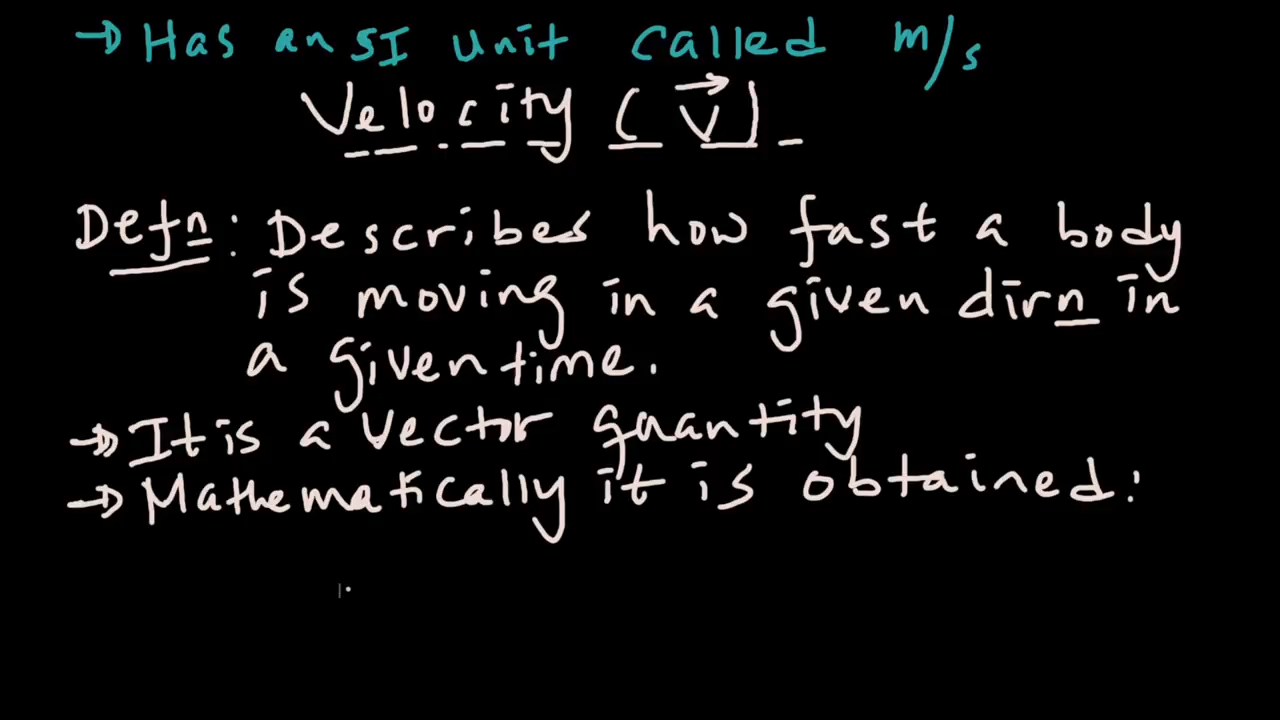 → Has an SI unit called m/s
Velocity (v⃗)
Defn: Describes how fast a body
is moving in a given dirn in
a given time.
→ It is a vector quantity
→ Mathematically it is obtained: